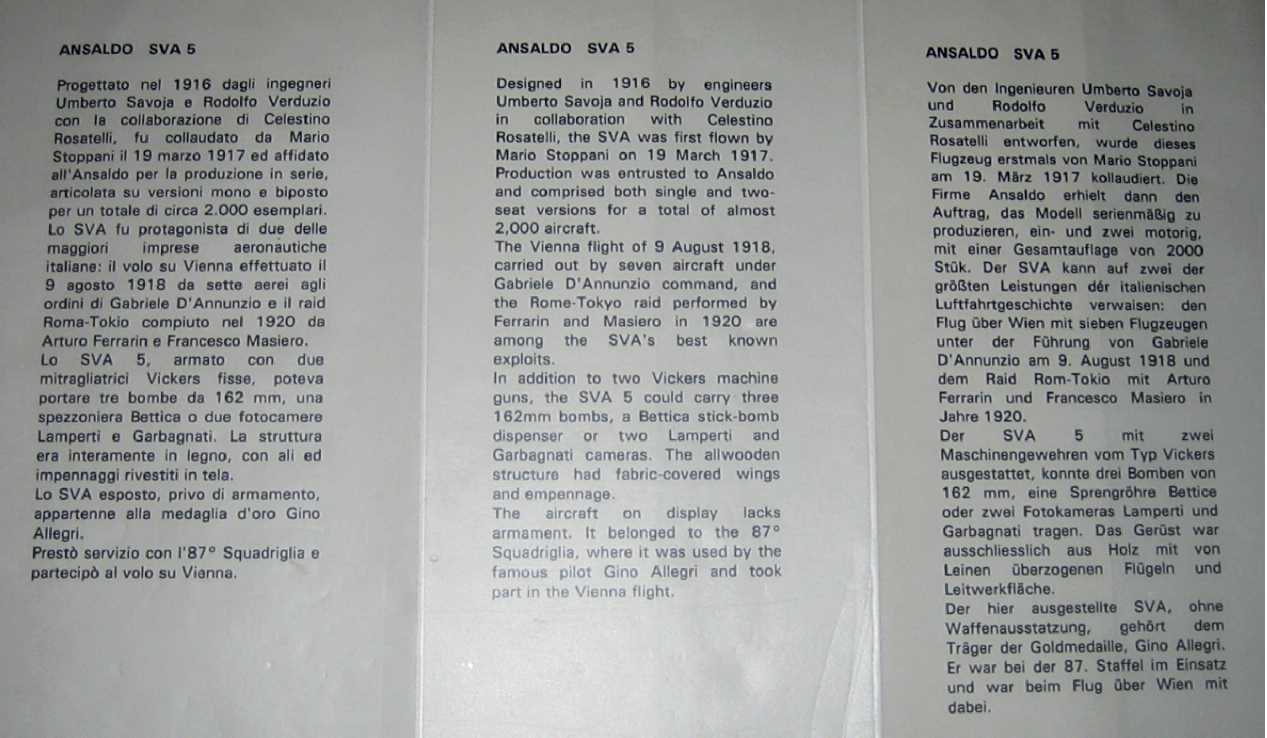 ANSALDO SVA 5
Progettato nel 1916 dagli ingegneri
Umberto Savoja e Rodolfo Verduzio
con la collaborazione di Celestino
Rosatelli, fu collaudato da Mario
Stoppani il 19 marzo 1917 ed affidato
all'Ansaldo per la produzione in serie,
articolata su versioni mono e biposto
per un totale di circa 2.000 esemplari.
Lo SVA fu protagonista di due delle
maggiori imprese aeronautiche
italiane: il volo su Vienna effettuato il
9 agosto 1918 da sette aerei agli
ordini di Gabriele D'Annunzio e il raid
Roma-Tokio compiuto nel 1920 da
Arturo Ferrarin e Francesco Masiero.
Lo SVA 5, armato con due
mitragliatrici Vickers fisse, poteva
portare tre bombe da 162 mm, una
spezzoniera Bettica o due fotocamere
Lamperti e Garbagnati. La struttura
era interamente in legno, con ali ed
impennaggi rivestiti in tela.
Lo SVA esposto, privo di armamento,
appartenne alla medaglia d'oro Gino
Allegri.
Prestò servizio con l'87° Squadriglia e
partecipò al volo su Vienna.
ANSALDO SVA 5
Designed in 1916 by engineers
Umberto Savoja and Rodolfo Verduzio
in collaboration with Celestino
Rosatelli, the SVA was first flown by
Mario Stoppani on 19 March 1917.
Production was entrusted to Ansaldo
and comprised both single and two-
seat versions for a total of almost
2,000 aircraft.
The Vienna flight of 9 August 1918,
carried out by seven aircraft under
Gabriele D'Annunzio command, and
the Rome-Tokyo raid performed by
Ferrarin and Masiero in 1920 are
among the SVA's best known
exploits.
In addition to two Vickers machine
guns, the SVA 5 could carry three
162mm bombs, a Bettica stick-bomb
dispenser or two Lamperti and
Garbagnati cameras. The allwooden
structure had fabric-covered wings
and empennage.
The aircraft on display lacks
armament. It belonged to the 87°
Squadriglia, where it was used by the
famous pilot Gino Allegri and took
part in the Vienna flight.
ANSALDO SVA 5
Von den Ingenieuren Umberto Savoja
und Rodolfo Verduzio in
Zusammenarbeit mit Celestino
Rosatelli entworfen, wurde dieses
Flugzeug erstmals von Mario Stoppani
am 19. März 1917 kollaudiert. Die
Firme Ansaldo erhielt dann den
Auftrag, das Modell serienmäßig zu
produzieren, ein- und zwei motorig,
mit einer Gesamtauflage von 2000
Stük. Der SVA kann auf zwei der
größten Leistungen dér italienischen
Luftfahrtgeschichte verwaisen: den
Flug über Wien mit sieben Flugzeugen
unter der Führung von Gabriele
D'Annunzio am 9. August 1918 und
dem Raid Rom-Tokio mit Arturo
Ferrarin und Francesco Masiero in
Jahre 1920.
Der SVA 5 mit zwei
Maschinengewehren vom Typ Vickers
ausgestattet, konnte drei Bomben von
162 mm, eine Sprengröhre Bettice
oder zwei Fotokameras Lamperti und
Garbagnati tragen. Das Gerüst war
ausschliesslich aus Holz mit von
Leinen überzogenen Flügeln und
Leitwerkfläche.
Der hier ausgestellte SVA, ohne
Waffenausstatzung, gehört dem
Träger der Goldmedaille, Gino Allegri.
Er war bei der 87. Staffel im Einsatz
und war beim Flug über Wien mit
dabei.